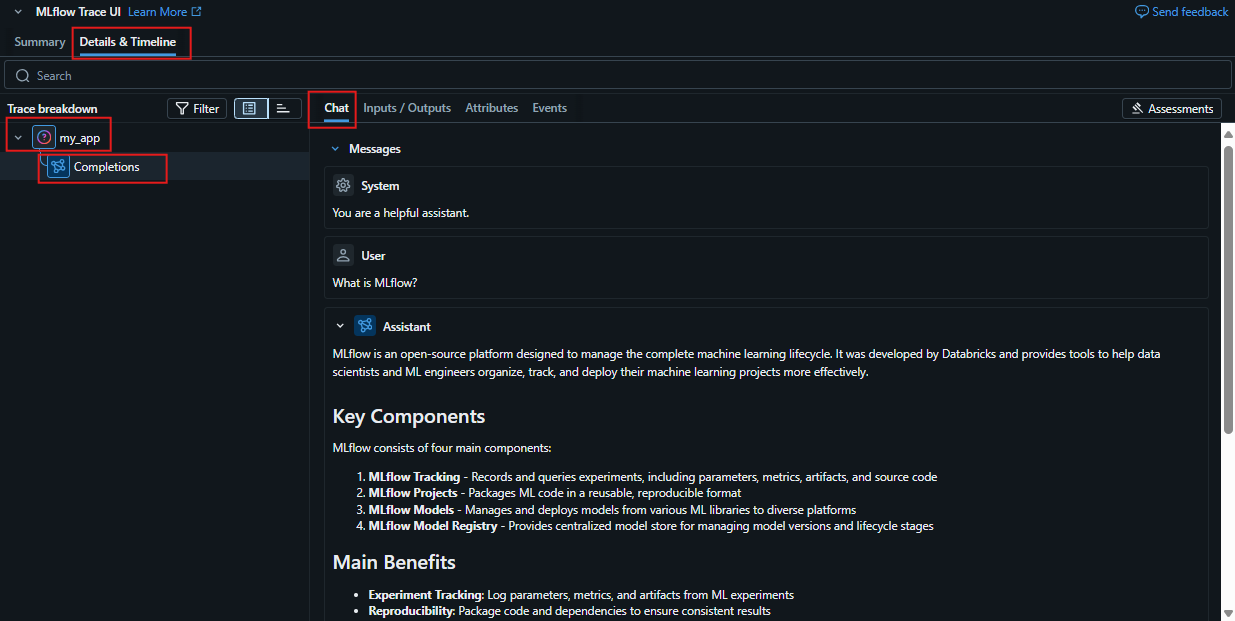 MLflow Trace UI Learn More Send feedback
Summary Details & Timeline
Search
Trace breakdown Filter Chat Inputs / Outputs Attributes Events Assessments
my_app
Completions
Messages
System
You are a helpful assistant.
User
What is MLflow?
Assistant
MLflow is an open-source platform designed to manage the complete machine learning lifecycle. It was developed by Databricks and provides tools to help data
scientists and ML engineers organize, track, and deploy their machine learning projects more effectively.
Key Components
MLflow consists of four main components:
1. MLflow Tracking - Records and queries experiments, including parameters, metrics, artifacts, and source code
2. MLflow Projects - Packages ML code in a reusable, reproducible format
3. MLflow Models - Manages and deploys models from various ML libraries to diverse platforms
4. MLflow Model Registry - Provides centralized model store for managing model versions and lifecycle stages
Main Benefits
• Experiment Tracking: Log parameters, metrics, and artifacts from ML experiments
• Reproducibility: Package code and dependencies to ensure consistent results